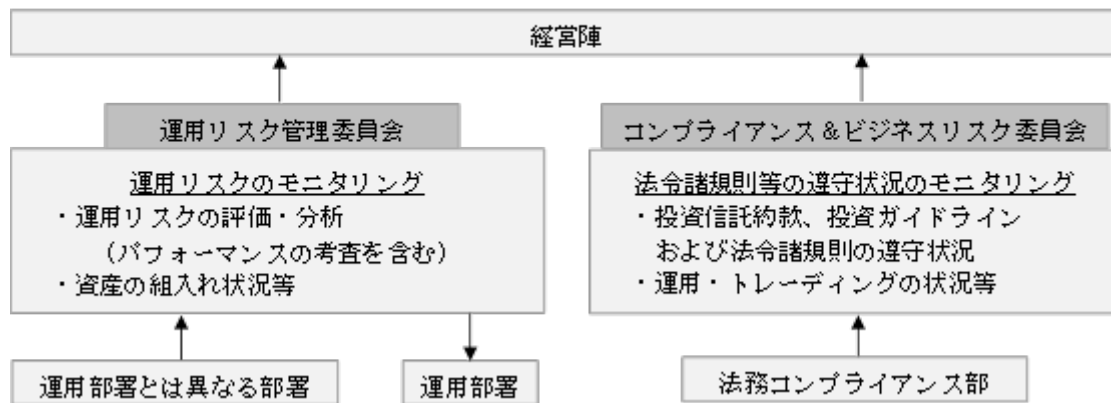 経営陣
運用リスク管理委員会
運用リスクのモニタリング
・運用リスクの評価・分析
（パフォーマンスの考査を含む）
・資産の組入れ状況等
運用部署とは異なる部署
運用部署
コンプライアンス＆ビジネスリスク委員会
法令諸規則等の遵守状況のモニタリング
・投資信託約款、投資ガイドライン
および法令諸規則の遵守状況
・運用・トレーディングの状況等
法務コンプライアンス部